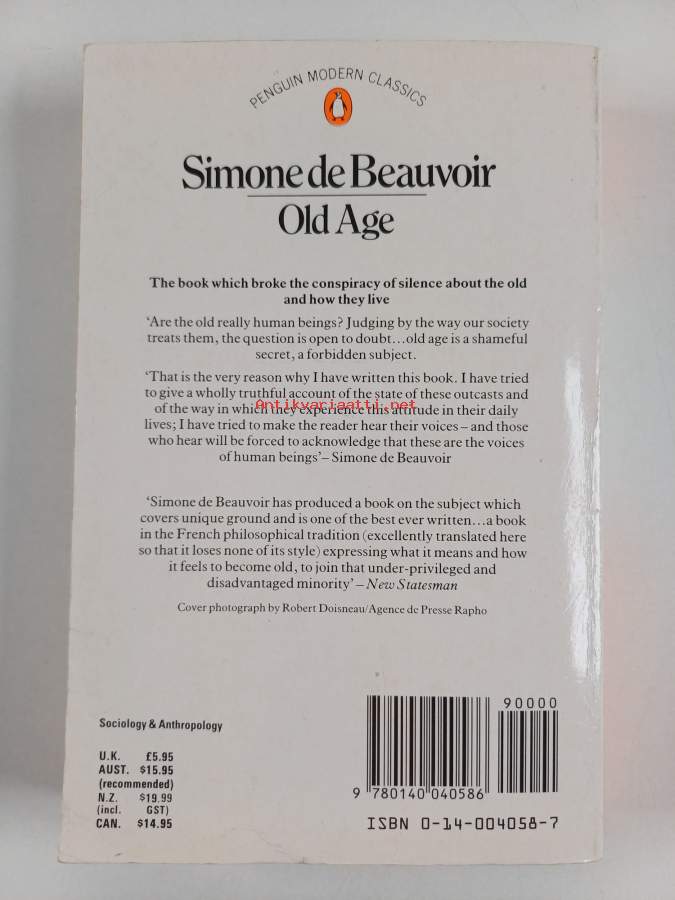 PENGUIN MODERN CLASSICS
Simone de Beauvoir
Old Age
The book which broke the conspiracy of silence about the old
and how they live
‘Are the old really human beings? Judging by the way our society
treats them, the question is open to doubt...old age is a shameful
secret, a forbidden subject.
‘That is the very reason why I have written this book. I have tried
to give a wholly truthful account of the state of these outcasts and
Antikvariaatti.net
of the way in which they experience this attitude in their daily
lives; I have tried to make the reader hear their voices – and those
who hear will be forced to acknowledge that these are the voices
of human beings’ – Simone de Beauvoir
‘Simone de Beauvoir has produced a book on the subject which
covers unique ground and is one of the best ever written...a book
in the French philosophical tradition (excellently translated here
so that it loses none of its style) expressing what it means and how
it feels to become old, to join that under-privileged and
disadvantaged minority’ – New Statesman
Cover photograph by Robert Doisneau/Agence de Presse Rapho
Sociology & Anthropology
U.K. £5.95
AUST. $15.95
(recommended)
N.Z. $19.99
(incl. GST)
CAN. $14.95
90000
9 780140 040586
ISBN 0-14-004058-7